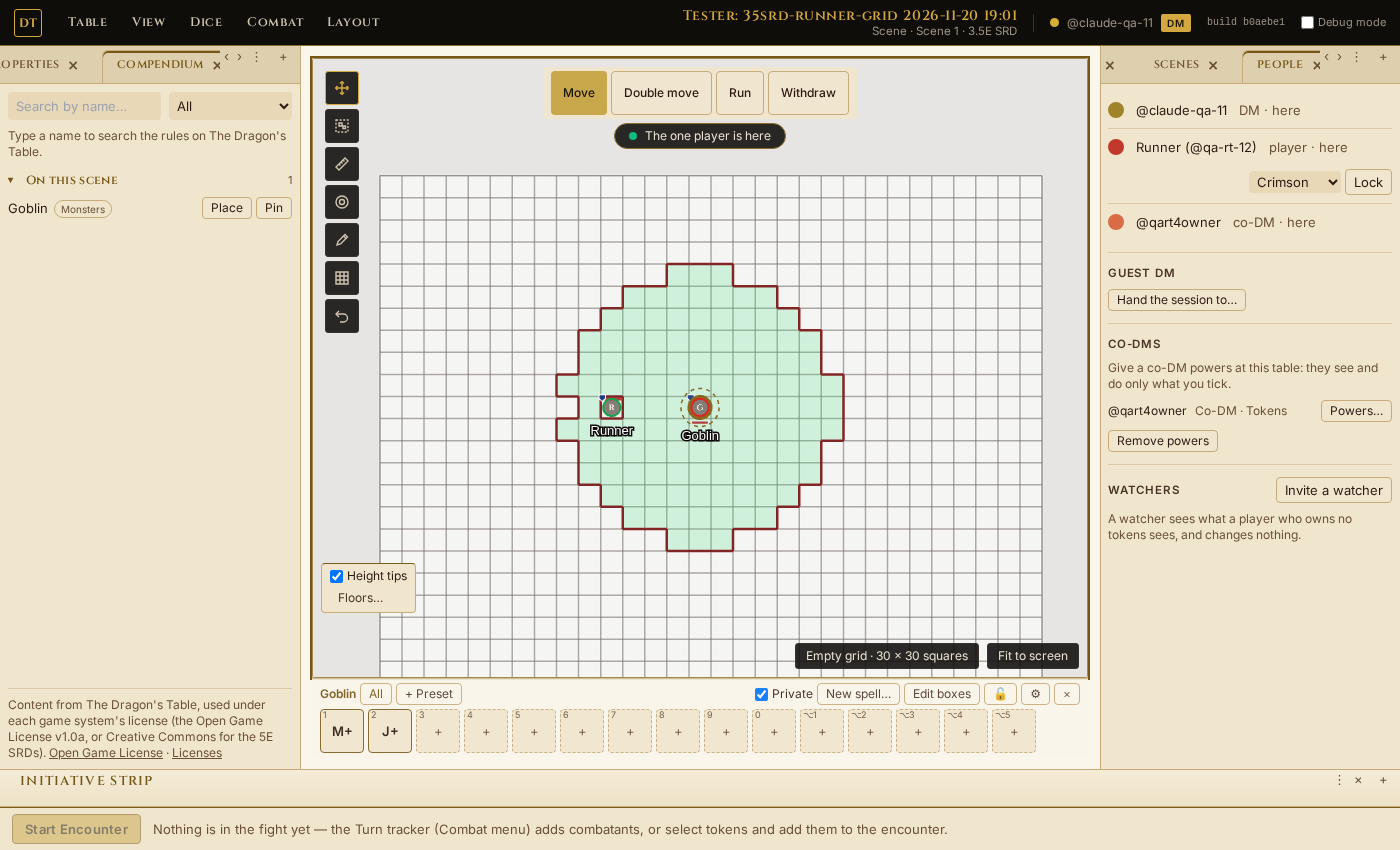 DT TABLE VIEW DICE COMBAT LAYOUT
TESTER: 35SRD-RUNNER-GRID 2026-11-20 19:01
Scene · Scene 1 · 3.5E SRD
@claude-qa-11 DM build b0aebe1 Debug mode
OPERTIES × COMPENDIUM × ‹ › ⋮ +
Search by name... All
Type a name to search the rules on The Dragon's
Table.
▾ ON THIS SCENE 1
Goblin Monsters Place Pin
Content from The Dragon's Table, used under
each game system's license (the Open Game
License v1.0a, or Creative Commons for the 5E
SRDs). Open Game License · Licenses
Move Double move Run Withdraw
The one player is here
R G
Runner Goblin
Height tips
Floors...
Empty grid · 30 × 30 squares Fit to screen
Goblin All + Preset Private New spell... Edit boxes 🔓 ⚙ ×
1 2 3 4 5 6 7 8 9 0 ⌥1 ⌥2 ⌥3 ⌥4 ⌥5
M+ J+ + + + + + + + + + + + + +
× SCENES × PEOPLE × ‹ › ⋮ +
@claude-qa-11 DM · here
Runner (@qa-rt-12) player · here
Crimson Lock
@qart4owner co-DM · here
GUEST DM
Hand the session to...
CO-DMS
Give a co-DM powers at this table: they see and
do only what you tick.
@qart4owner Co-DM · Tokens Powers...
Remove powers
WATCHERS Invite a watcher
A watcher sees what a player who owns no
tokens sees, and changes nothing.
INITIATIVE STRIP ⋮ × +
Start Encounter Nothing is in the fight yet — the Turn tracker (Combat menu) adds combatants, or select tokens and add them to the encounter.